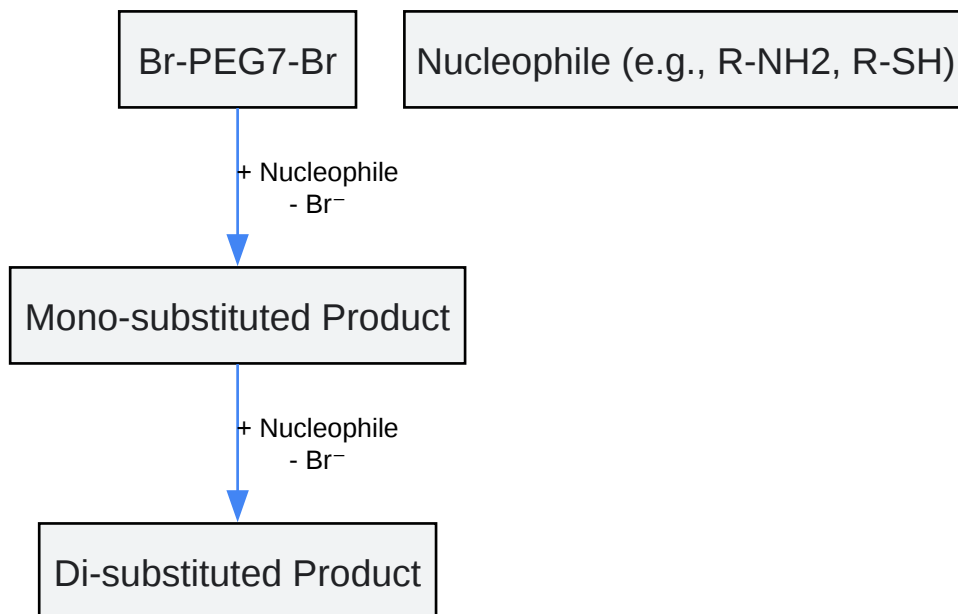 Br-PEG7-Br
Nucleophile (e.g., R-NH2, R-SH)
+ Nucleophile
- Br⁻
Mono-substituted Product
+ Nucleophile
- Br⁻
Di-substituted Product